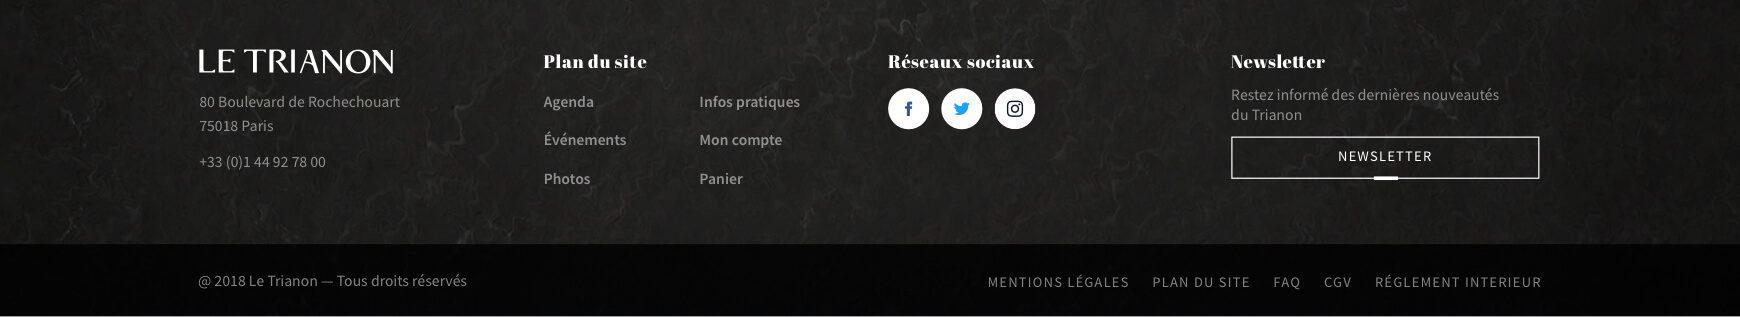 LE TRIANON
80 Boulevard de Rochechouart
75018 Paris
+33 (0)1 44 92 78 00
Plan du site
Agenda
Événements
Photos
Infos pratiques
Mon compte
Panier
Réseaux sociaux
Newsletter
Restez informé des dernières nouveautés
du Trianon
NEWSLETTER
@ 2018 Le Trianon — Tous droits réservés
MENTIONS LÉGALES PLAN DU SITE FAQ CGV RÉGLEMENT INTERIEUR